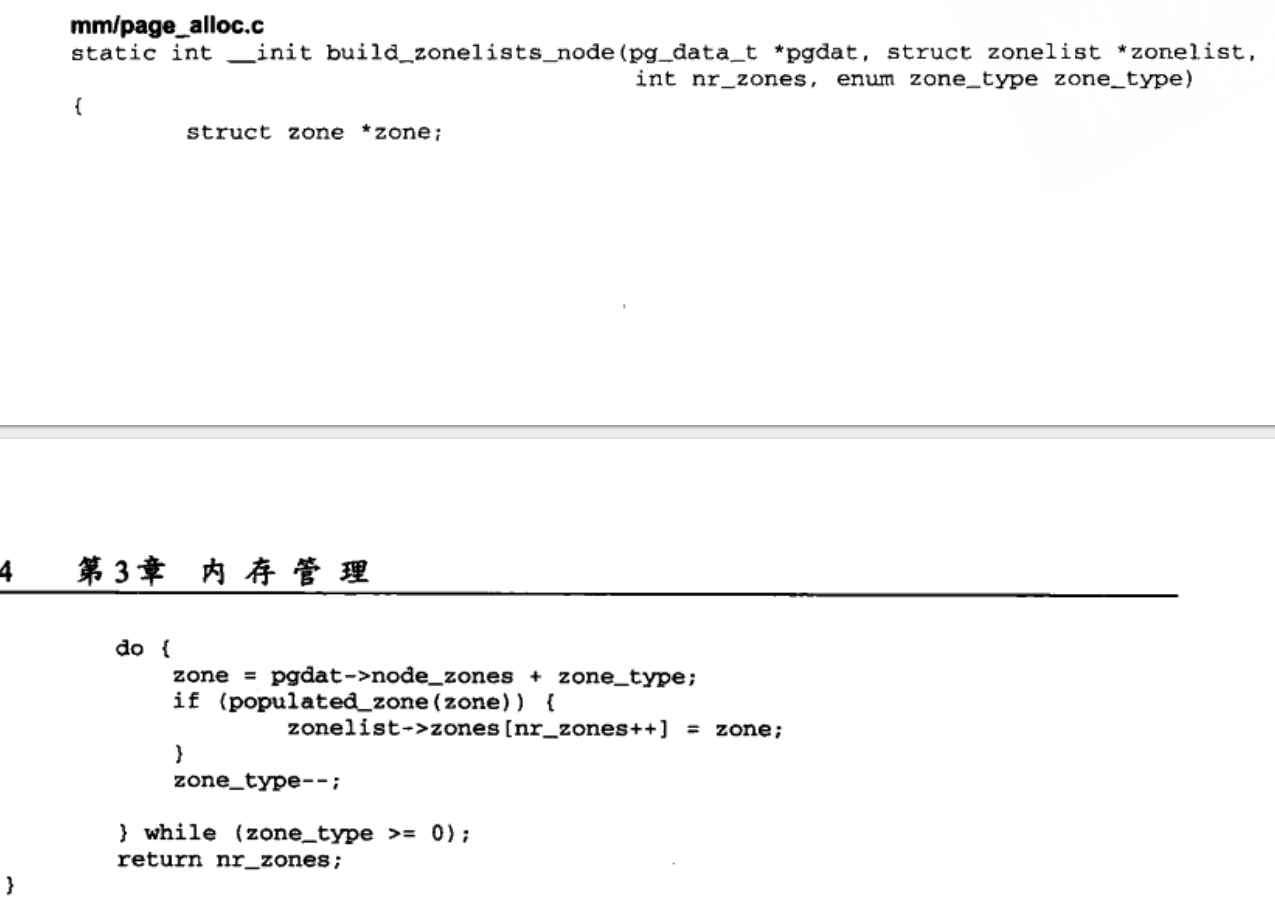 mm/page_alloc.c
static int __init build_zonelists_node(pg_data_t *pgdat, struct zonelist *zonelist,
int nr_zones, enum zone_type zone_type)
{
struct zone *zone;
4 第3章 内存管理
do {
zone = pgdat->node_zones + zone_type;
if (populated_zone(zone)) {
zonelist->zones[nr_zones++] = zone;
}
zone_type--;
} while (zone_type >= 0);
return nr_zones;
}